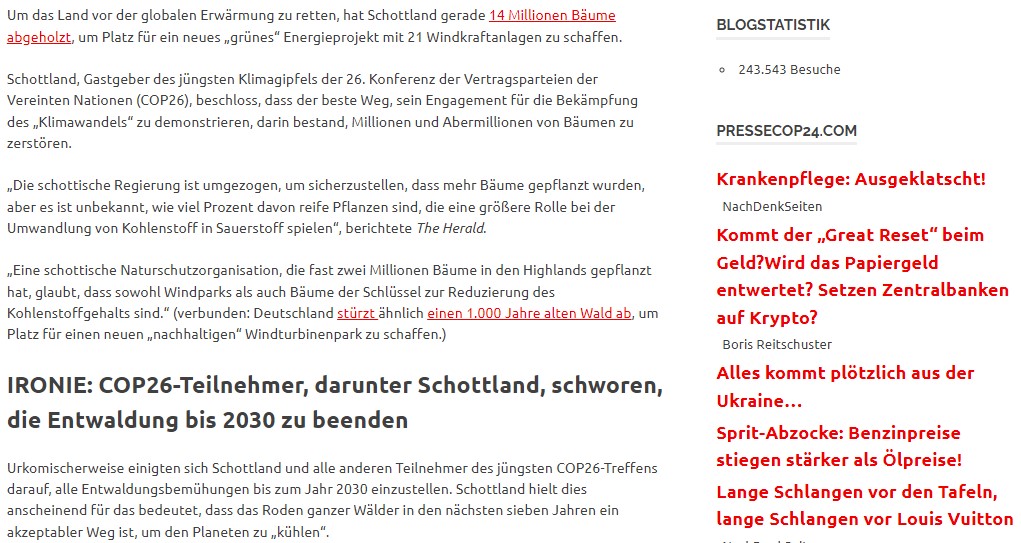 Um das Land vor der globalen Erwärmung zu retten, hat Schottland gerade 14 Millionen Bäume
abgeholzt, um Platz für ein neues „grünes“ Energieprojekt mit 21 Windkraftanlagen zu schaffen.
Schottland, Gastgeber des jüngsten Klimagipfels der 26. Konferenz der Vertragsparteien der
Vereinten Nationen (COP26), beschloss, dass der beste Weg, sein Engagement für die Bekämpfung
des „Klimawandels“ zu demonstrieren, darin bestand, Millionen und Abermillionen von Bäumen zu
zerstören.
„Die schottische Regierung ist umgezogen, um sicherzustellen, dass mehr Bäume gepflanzt wurden,
aber es ist unbekannt, wie viel Prozent davon reife Pflanzen sind, die eine größere Rolle bei der
Umwandlung von Kohlenstoff in Sauerstoff spielen“, berichtete The Herald.
„Eine schottische Naturschutzorganisation, die fast zwei Millionen Bäume in den Highlands gepflanzt
hat, glaubt, dass sowohl Windparks als auch Bäume der Schlüssel zur Reduzierung des
Kohlenstoffgehalts sind.“ (verbunden: Deutschland stürzt ähnlich einen 1.000 Jahre alten Wald ab, um
Platz für einen neuen „nachhaltigen“ Windturbinenpark zu schaffen.)
IRONIE: COP26-Teilnehmer, darunter Schottland, schworen,
die Entwaldung bis 2030 zu beenden
Urkomischerweise einigten sich Schottland und alle anderen Teilnehmer des jüngsten COP26-Treffens
darauf, alle Entwaldungsbemühungen bis zum Jahr 2030 einzustellen. Schottland hielt dies
anscheinend für das bedeutet, dass das Roden ganzer Wälder in den nächsten sieben Jahren ein
akzeptabler Weg ist, um den Planeten zu „kühlen“.
BLOGSTATISTIK
243.543 Besuche
PRESSECOP24.COM
Krankenpflege: Ausgeklatscht!
NachDenkSeiten
Kommt der „Great Reset“ beim
Geld?Wird das Papiergeld
entwertet? Setzen Zentralbanken
auf Krypto?
Boris Reitschuster
Alles kommt plötzlich aus der
Ukraine…
Sprit-Abzocke: Benzinpreise
stiegen stärker als Ölpreise!
Lange Schlangen vor den Tafeln,
lange Schlangen vor Louis Vuitton